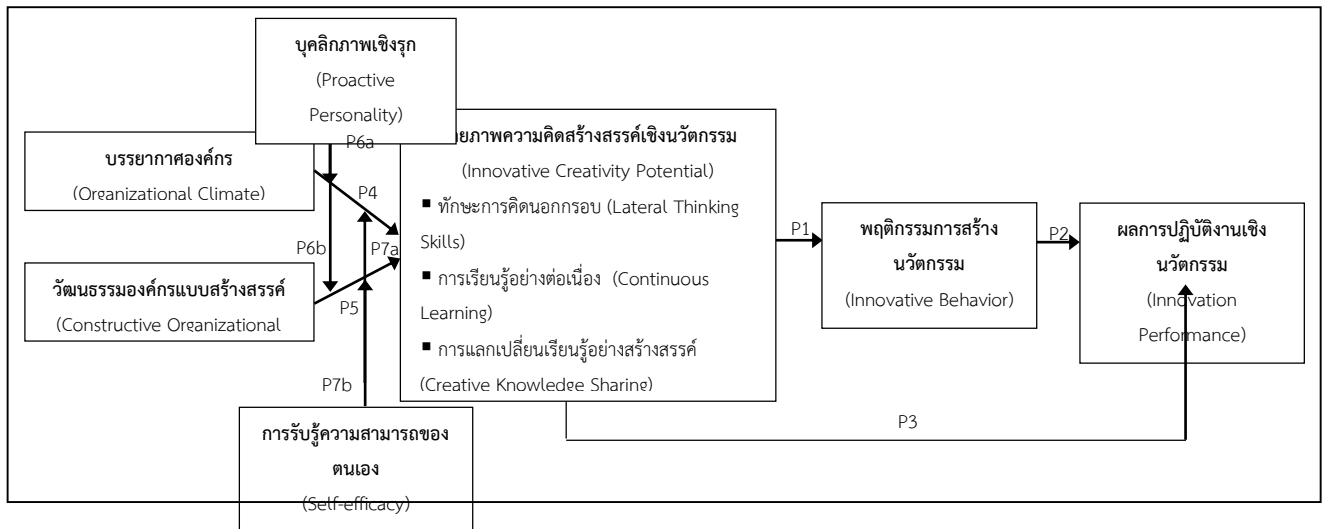 บุคลิกภาพเชิงรุก
(Proactive
Personality)
P6a
บรรยากาศองค์กร
(Organizational Climate)
P4
P6b
P7a
วัฒนธรรมองค์กรแบบสร้างสรรค์
(Constructive Organizational
P5
P7b
การรับรู้ความสามารถของ
ตนเอง
(Self-efficacy)
ยภาพความคิดสร้างสรรค์เชิงนวัตกรรม
(Innovative Creativity Potential)
▪ ทักษะการคิดนอกกรอบ (Lateral Thinking
Skills)
▪ การเรียนรู้อย่างต่อเนื่อง (Continuous
Learning)
▪ การแลกเปลี่ยนเรียนรู้อย่างสร้างสรรค์
(Creative Knowledge Sharing)
P1
พฤติกรรมการสร้าง
นวัตกรรม
(Innovative Behavior)
P2
ผลการปฏิบัติงานเชิง
นวัตกรรม
(Innovation
Performance)
P3